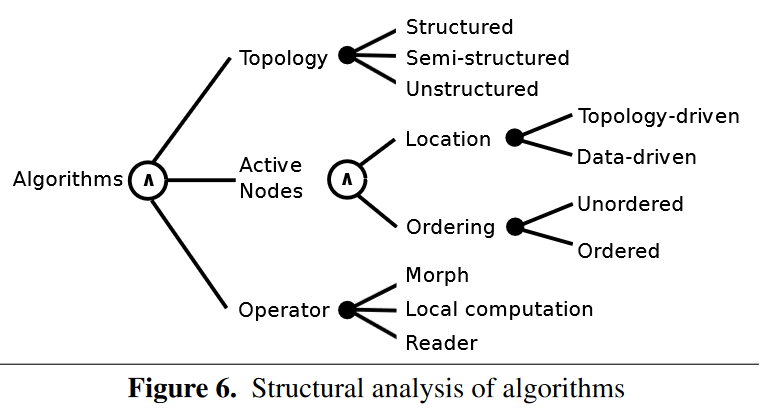 Structured
Topology
Semi-structured
Unstructured
Topology-driven
Location
Data-driven
Algorithms
∧
Active
Nodes
∧
Unordered
Ordering
Ordered
Morph
Operator
Local computation
Reader
Figure 6. Structural analysis of algorithms